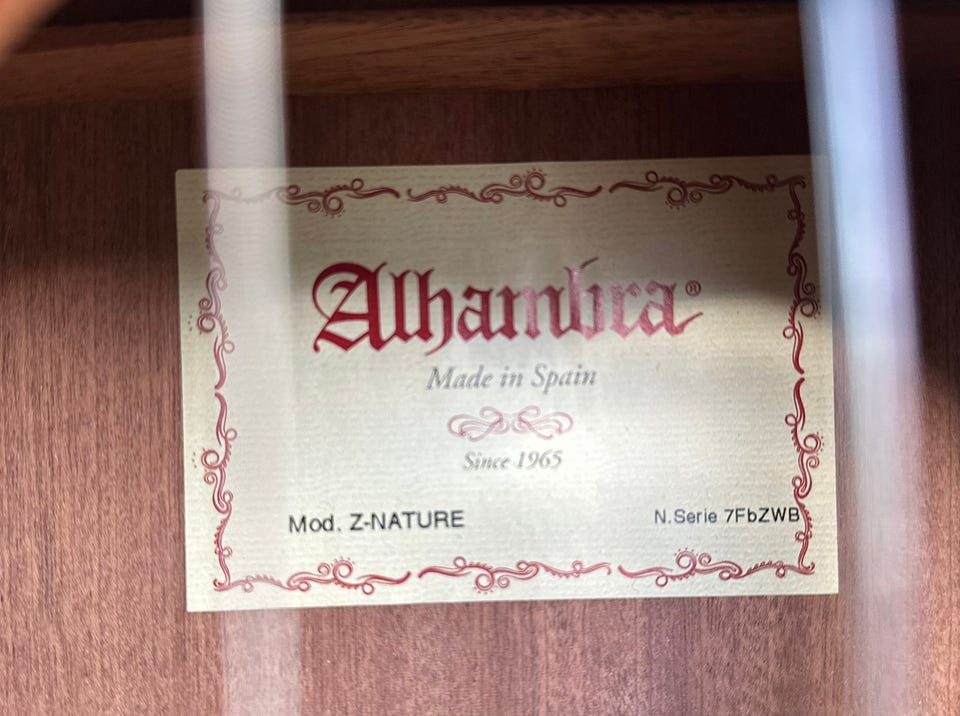 Alhambra®
Made in Spain
Since 1965
Mod. Z-NATURE
N.Serie 7FbZWB